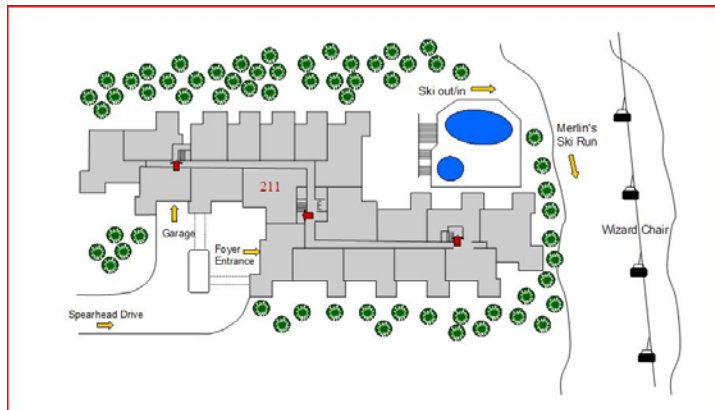 Ski out/in
Merlin's
Ski Run
211
Garage
Foyer
Entrance
Wizard Chair
Spearhead Drive